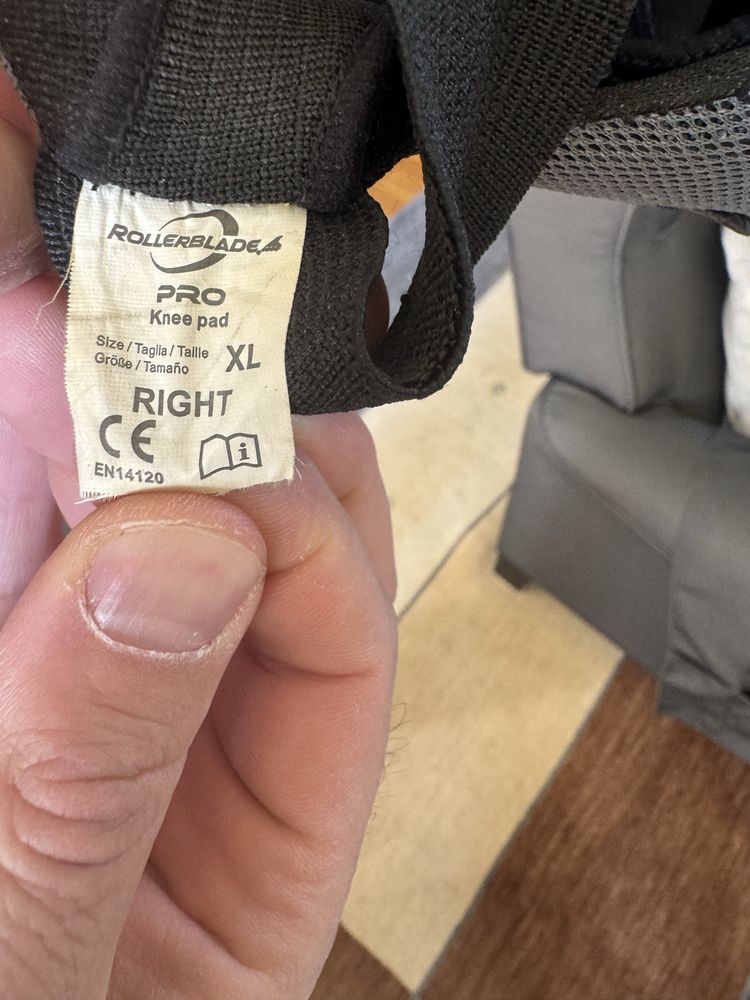 ROLLERBLADE
PRO
Knee pad
Size / Taglia / Taille
Größe / Tamaño
XL
RIGHT
CE
i
EN14120